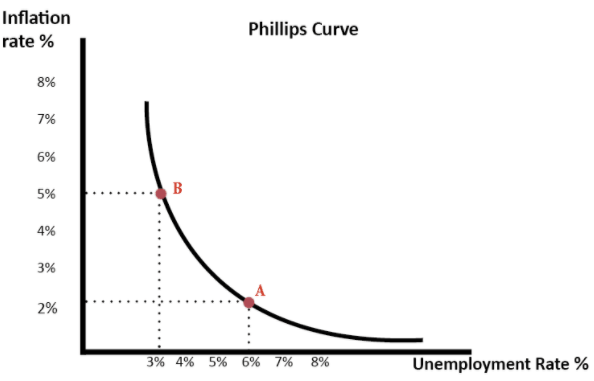 Inflation
rate %
Phillips Curve
8%
7%
6%
5%
4%
3%
2%
B
A
3% 4% 5% 6% 7% 8%
Unemployment Rate %